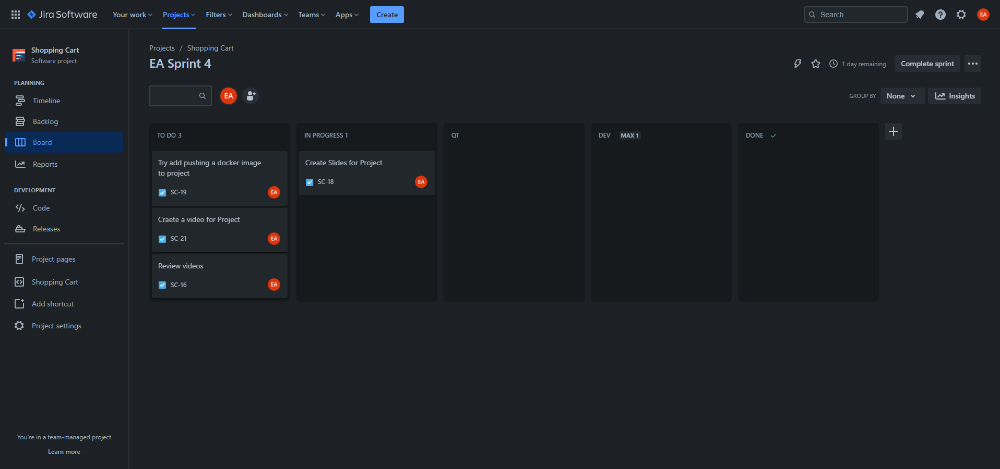 Jira Software
Your work
Projects
Filters
Dashboards
Teams
Apps
Create
Search
EA
Shopping Cart
Software project
PLANNING
Timeline
Backlog
Board
Reports
DEVELOPMENT
Code
Releases
Project pages
Shopping Cart
Add shortcut
Project settings
You're in a team-managed project
Learn more
Projects / Shopping Cart
EA Sprint 4
1 day remaining
Complete sprint
EA
GROUP BY
None
Insights
TO DO 3
Try add pushing a docker image
to project
SC-19
EA
Craete a video for Project
SC-21
EA
Review videos
SC-16
EA
IN PROGRESS 1
Create Slides for Project
SC-18
EA
QT
DEV MAX 1
DONE